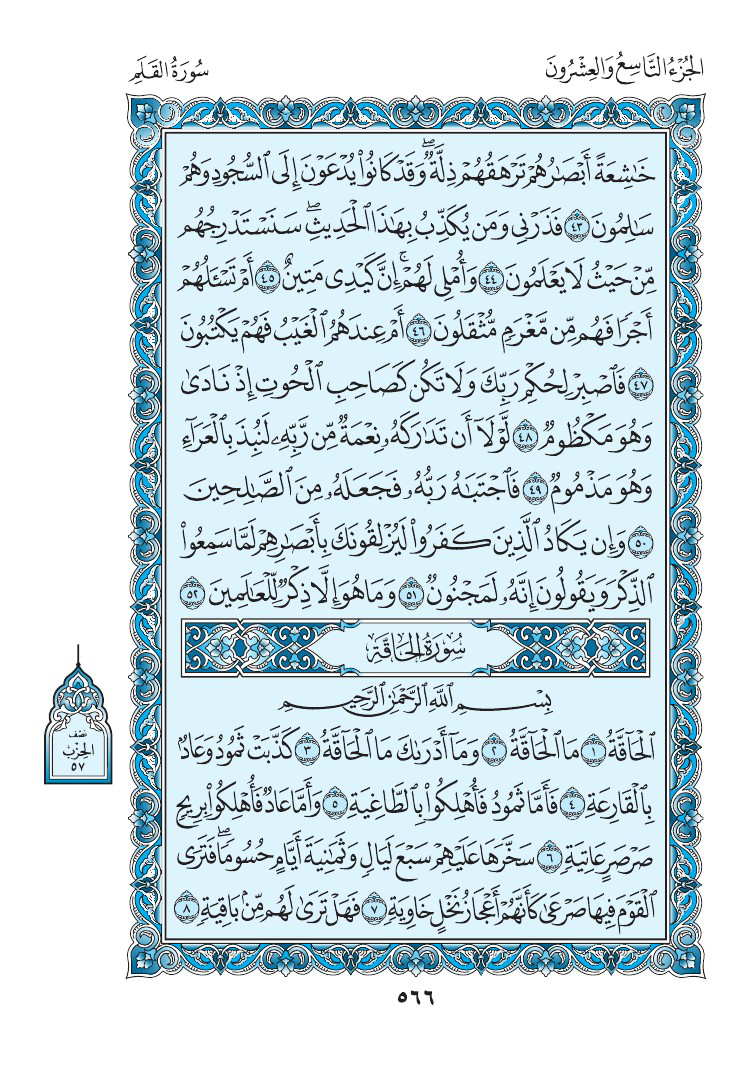 الجُزْءُ التَّاسِعُ وَالعِشْرُونَ
سُورَةُ القَلَمِ
خَٰشِعَةً أَبْصَٰرُهُمْ تَرْهَقُهُمْ ذِلَّةٌ ۖ وَقَدْ كَانُوا۟ يُدْعَوْنَ إِلَى ٱلسُّجُودِ وَهُمْ
سَٰلِمُونَ ٤٣ فَذَرْنِى وَمَن يُكَذِّبُ بِهَٰذَا ٱلْحَدِيثِ ۖ سَنَسْتَدْرِجُهُم
مِّنْ حَيْثُ لَا يَعْلَمُونَ ٤٤ وَأُمْلِى لَهُمْ ۚ إِنَّ كَيْدِى مَتِينٌ ٤٥ أَمْ تَسْـَٔلُهُمْ
أَجْرًا فَهُم مِّن مَّغْرَمٍ مُّثْقَلُونَ ٤٦ أَمْ عِندَهُمُ ٱلْغَيْبُ فَهُمْ يَكْتُبُونَ
٤٧ فَٱصْبِرْ لِحُكْمِ رَبِّكَ وَلَا تَكُن كَصَاحِبِ ٱلْحُوتِ إِذْ نَادَىٰ
وَهُوَ مَكْظُومٌ ٤٨ لَّوْلَآ أَن تَدَٰرَكَهُۥ نِعْمَةٌ مِّن رَّبِّهِۦ لَنُبِذَ بِٱلْعَرَآءِ
وَهُوَ مَذْمُومٌ ٤٩ فَٱجْتَبَٰهُ رَبُّهُۥ فَجَعَلَهُۥ مِنَ ٱلصَّٰلِحِينَ
٥٠ وَإِن يَكَادُ ٱلَّذِينَ كَفَرُوا۟ لَيُزْلِقُونَكَ بِأَبْصَٰرِهِمْ لَمَّا سَمِعُوا۟
ٱلذِّكْرَ وَيَقُولُونَ إِنَّهُۥ لَمَجْنُونٌ ٥١ وَمَا هُوَ إِلَّا ذِكْرٌ لِّلْعَٰلَمِينَ ٥٢
سُورَةُ الحَاقَّةِ
بِسْمِ ٱللَّهِ ٱلرَّحْمَٰنِ ٱلرَّحِيمِ
ٱلْحَآقَّةُ ١ مَا ٱلْحَآقَّةُ ٢ وَمَآ أَدْرَىٰكَ مَا ٱلْحَآقَّةُ ٣ كَذَّبَتْ ثَمُودُ وَعَادٌۢ
بِٱلْقَارِعَةِ ٤ فَأَمَّا ثَمُودُ فَأُهْلِكُوا۟ بِٱلطَّاغِيَةِ ٥ وَأَمَّا عَادٌ فَأُهْلِكُوا۟ بِرِيحٍ
صَرْصَرٍ عَاتِيَةٍ ٦ سَخَّرَهَا عَلَيْهِمْ سَبْعَ لَيَالٍ وَثَمَٰنِيَةَ أَيَّامٍ حُسُومًا ۖ فَتَرَى
ٱلْقَوْمَ فِيهَا صَرْعَىٰ كَأَنَّهُمْ أَعْجَازُ نَخْلٍ خَاوِيَةٍ ٧ فَهَلْ تَرَىٰ لَهُم مِّنۢ بَاقِيَةٍ ٨
نصف
الحزب
٥٧
٥٦٦